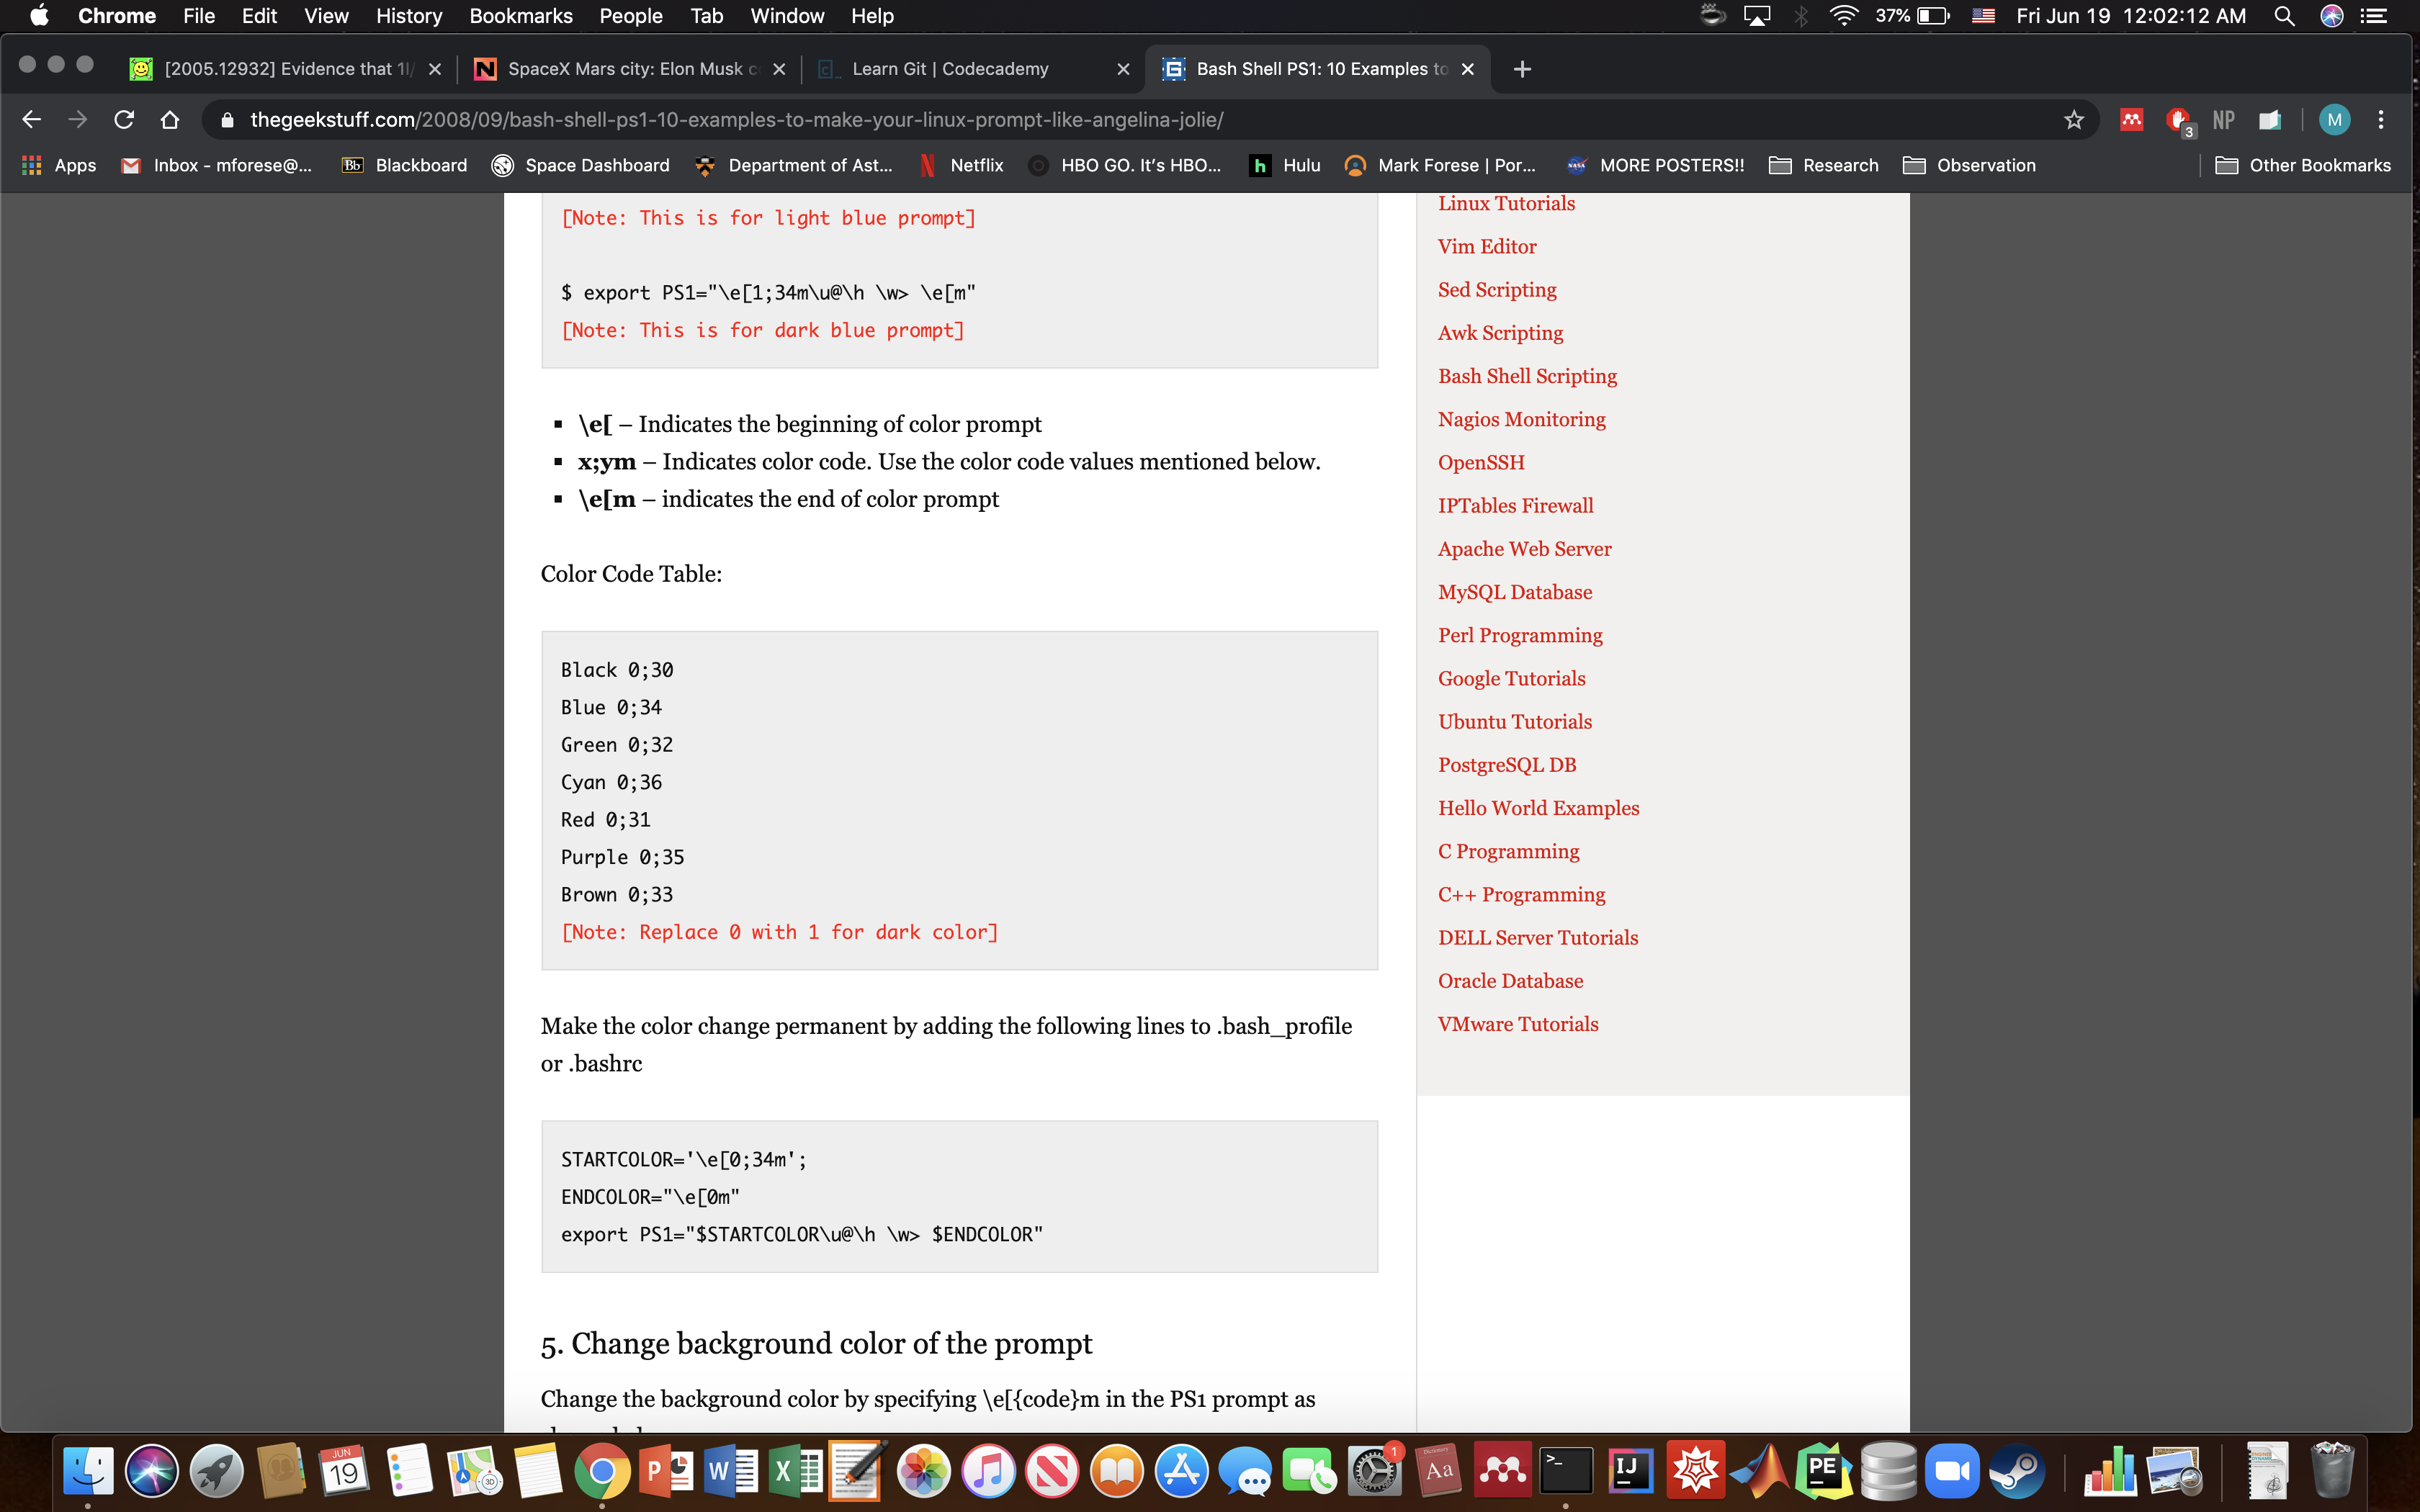 Chrome File Edit View History Bookmarks People Tab Window Help 37% Fri Jun 19 12:02:12 AM
[2005.12932] Evidence that 1I/ SpaceX Mars city: Elon Musk c Learn Git | Codecademy Bash Shell PS1: 10 Examples to
thegeekstuff.com/2008/09/bash-shell-ps1-10-examples-to-make-your-linux-prompt-like-angelina-jolie/ 3 NP M
Apps Inbox - mforese@... Bb Blackboard Space Dashboard Department of Ast... Netflix HBO GO. It's HBO... h Hulu Mark Forese | Por... MORE POSTERS!! Research Observation Other Bookmarks
[Note: This is for light blue prompt]
$ export PS1="\e[1;34m\u@\h \w> \e[m"
[Note: This is for dark blue prompt]
\e[ – Indicates the beginning of color prompt
x;ym – Indicates color code. Use the color code values mentioned below.
\e[m – indicates the end of color prompt
Color Code Table:
Black 0;30
Blue 0;34
Green 0;32
Cyan 0;36
Red 0;31
Purple 0;35
Brown 0;33
[Note: Replace 0 with 1 for dark color]
Make the color change permanent by adding the following lines to .bash_profile
or .bashrc
STARTCOLOR='\e[0;34m';
ENDCOLOR="\e[0m"
export PS1="$STARTCOLOR\u@\h \w> $ENDCOLOR"
5. Change background color of the prompt
Change the background color by specifying \e[{code}m in the PS1 prompt as
Linux Tutorials
Vim Editor
Sed Scripting
Awk Scripting
Bash Shell Scripting
Nagios Monitoring
OpenSSH
IPTables Firewall
Apache Web Server
MySQL Database
Perl Programming
Google Tutorials
Ubuntu Tutorials
PostgreSQL DB
Hello World Examples
C Programming
C++ Programming
DELL Server Tutorials
Oracle Database
VMware Tutorials
JUN 19 3D P W X 1 Aa >_ IJ PE